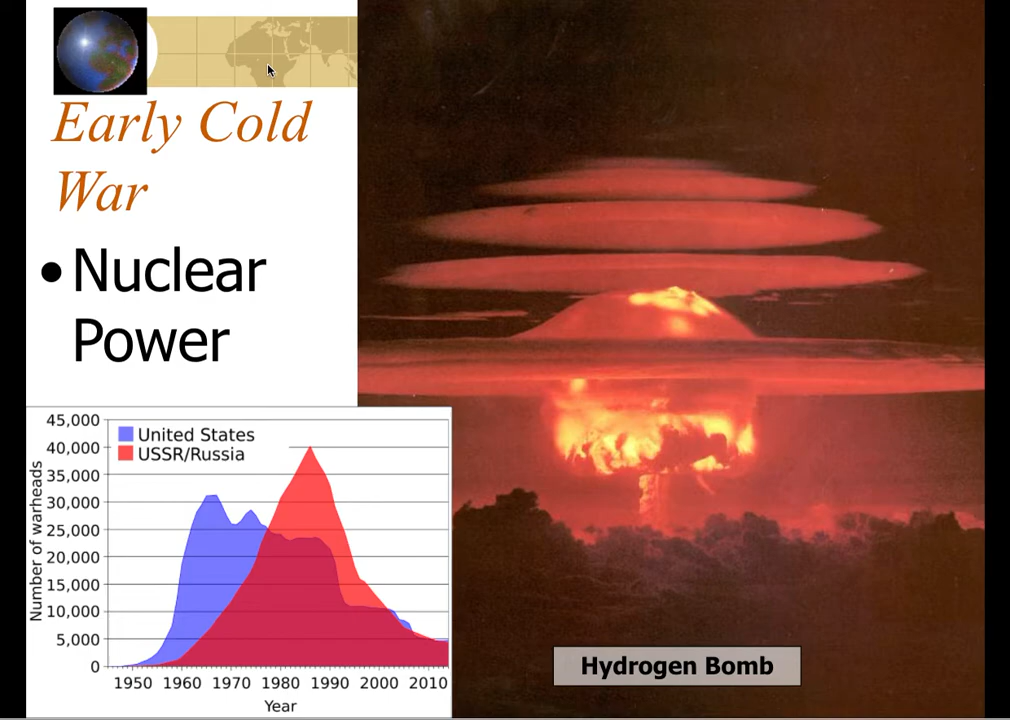 Early Cold
War
• Nuclear
Power
45,000
40,000
35,000
30,000
25,000
20,000
15,000
10,000
5,000
0
Number of warheads
United States
USSR/Russia
1950 1960 1970 1980 1990 2000 2010
Year
Hydrogen Bomb